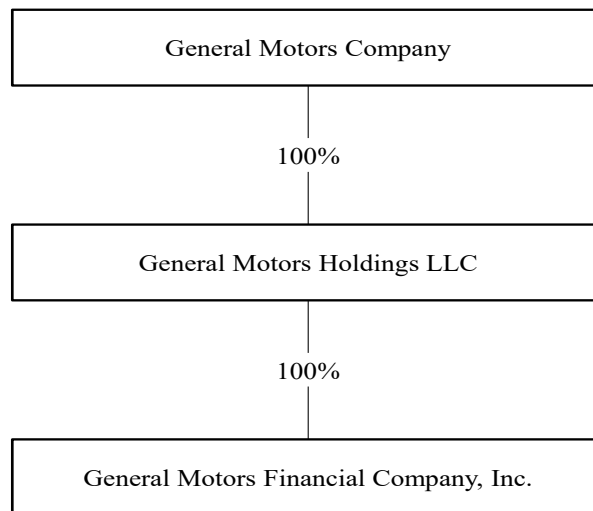 General Motors Company
100%
General Motors Holdings LLC
100%
General Motors Financial Company, Inc.